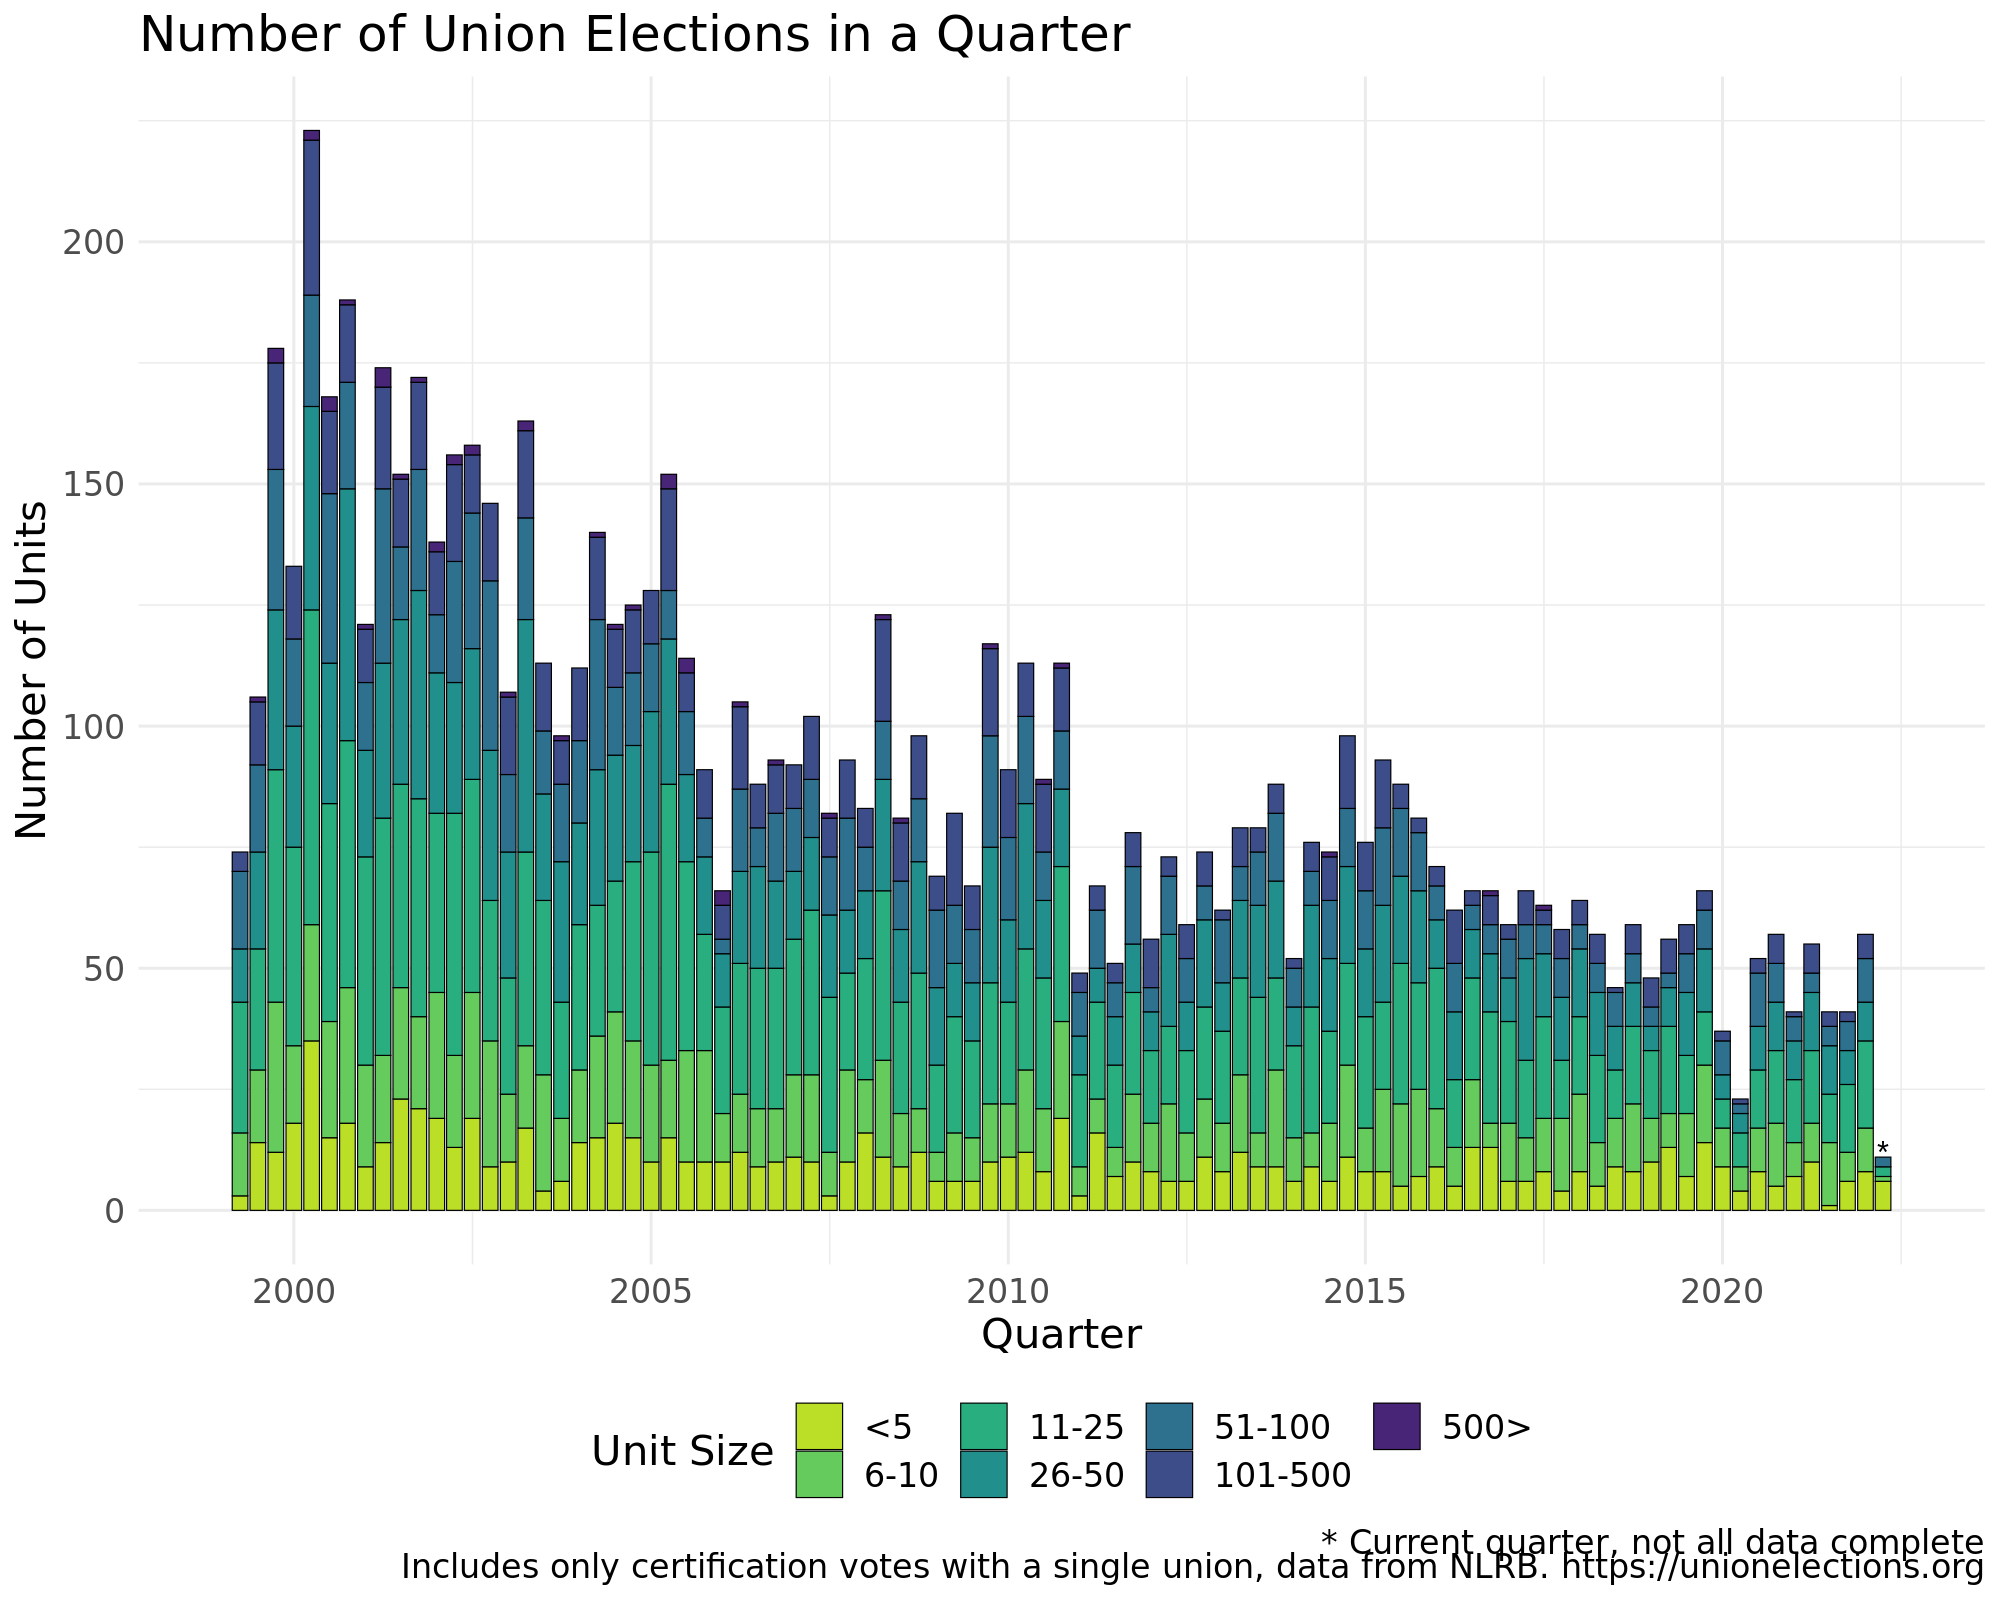 Number of Union Elections in a Quarter
Number of Units
200
150
100
50
0
*
2000 2005 2010 2015 2020
Quarter
Unit Size
<5 11-25 51-100 500>
6-10 26-50 101-500
* Current quarter, not all data complete
Includes only certification votes with a single union, data from NLRB. https://unionelections.org